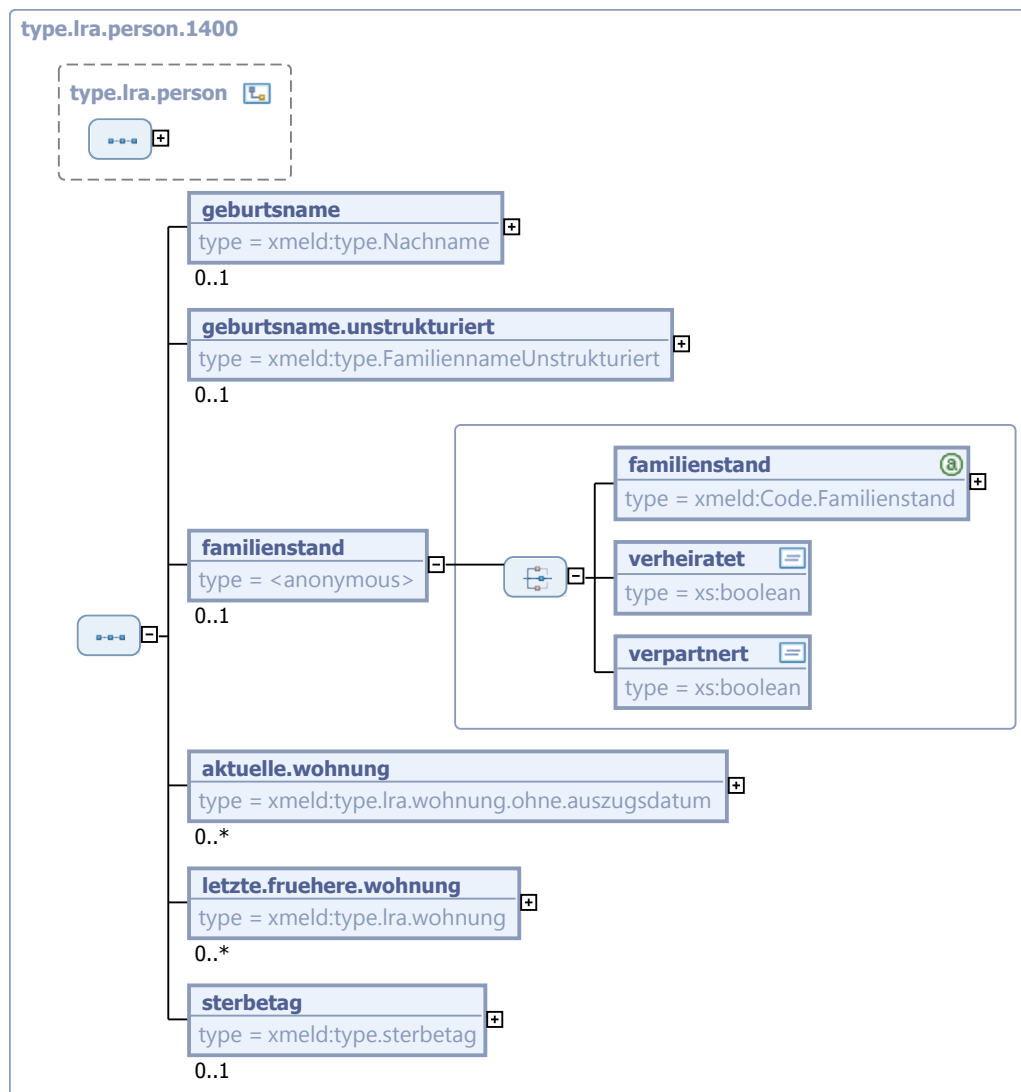 type.lra.person.1400
type.lra.person
geburtsname
type = xmeld:type.Nachname
0..1
geburtsname.unstrukturiert
type = xmeld:type.FamiliennameUnstrukturiert
0..1
familienstand
type = xmeld:Code.Familienstand
verheiratet
type = xs:boolean
familienstand
type = <anonymous>
0..1
verpartnert
type = xs:boolean
aktuelle.wohnung
type = xmeld:type.lra.wohnung.ohne.auszugsdatum
0..*
letzte.fruehere.wohnung
type = xmeld:type.lra.wohnung
0..*
sterbetag
type = xmeld:type.sterbetag
0..1